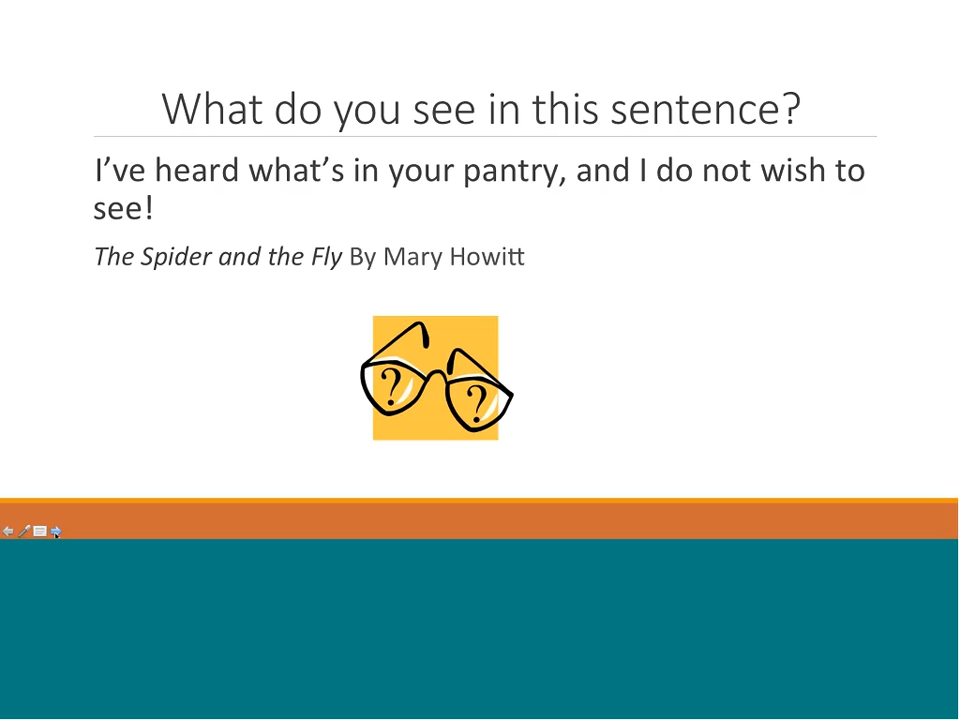 What do you see in this sentence?
I’ve heard what’s in your pantry, and I do not wish to
see!
The Spider and the Fly By Mary Howitt
? ?